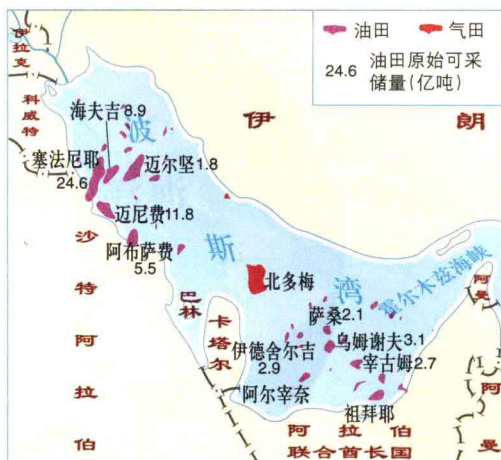 油田 气田
24.6 油田原始可采
储量(亿吨)
伊拉克
科威特
伊朗
波斯湾
海夫吉8.9
塞法尼耶
24.6
迈尔坚1.8
迈尼费11.8
阿布萨费
5.5
沙特阿拉伯
巴林
卡塔尔
北多梅
霍尔木兹海峡
阿曼
萨桑2.1
乌姆谢夫3.1
伊德舍尔吉
2.9
宰古姆2.7
阿尔宰奈
祖拜耶
阿拉伯
联合酋长国
阿曼